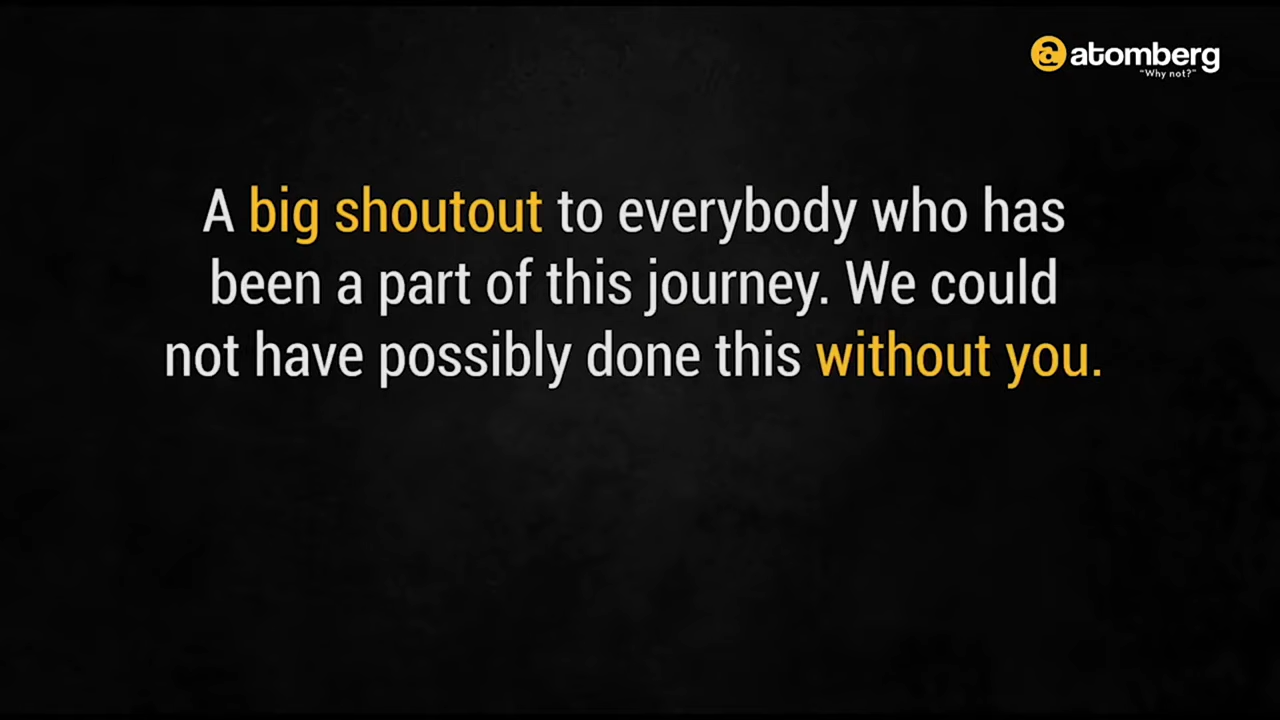 atomberg
"Why not?"
A big shoutout to everybody who has
been a part of this journey. We could
not have possibly done this without you.